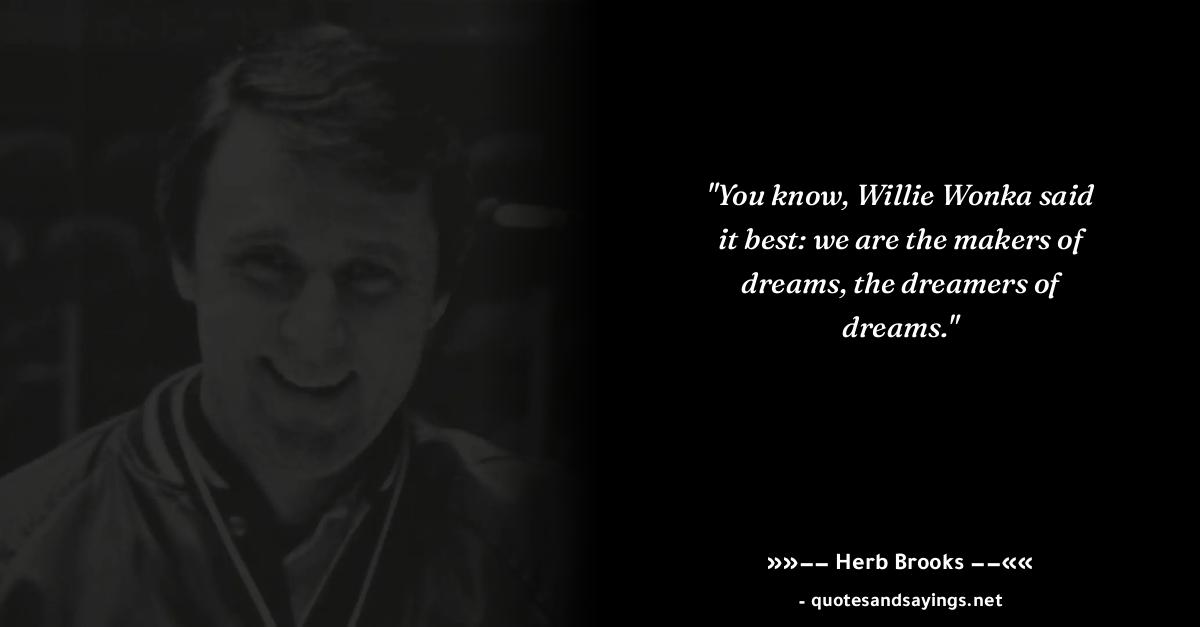 "You know, Willie Wonka said
it best: we are the makers of
dreams, the dreamers of
dreams."
»»−− Herb Brooks −−««
- quotesandsayings.net